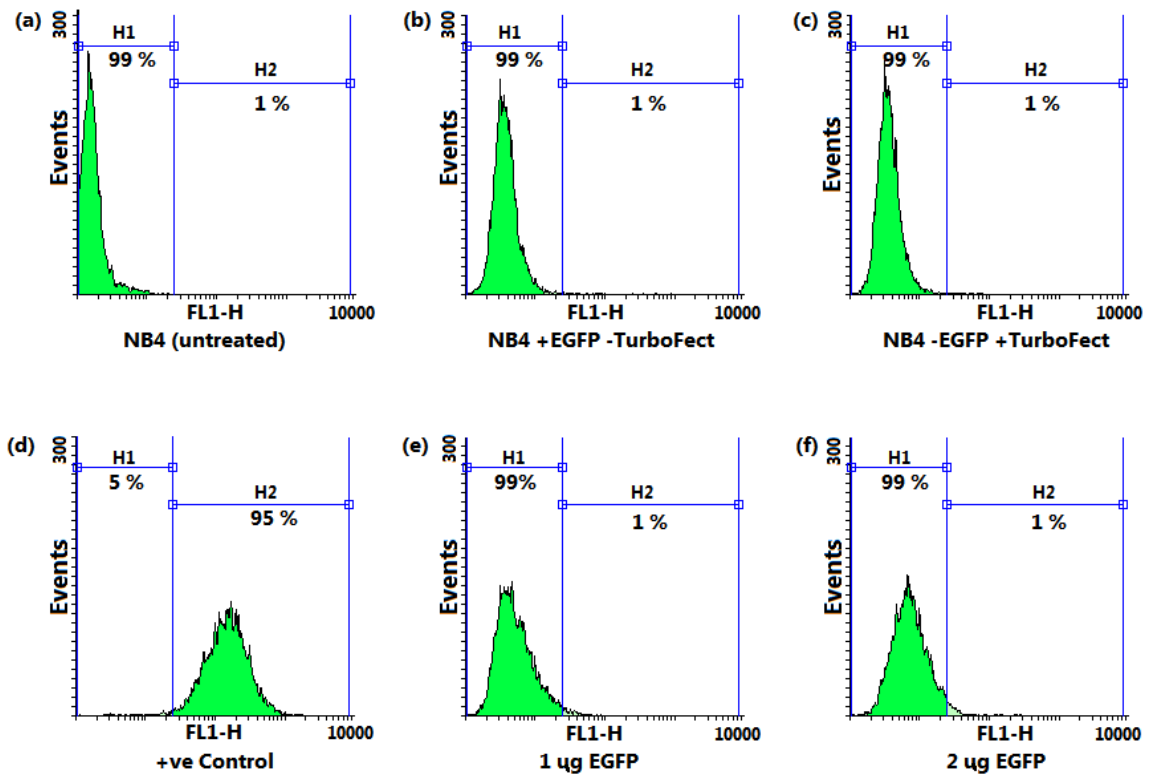 (a)
300
H1
99 %
H2
1 %
Events
FL1-H
10000
NB4 (untreated)
(b)
300
H1
99 %
H2
1 %
Events
FL1-H
10000
NB4 +EGFP -TurboFect
(c)
300
H1
99 %
H2
1 %
Events
FL1-H
10000
NB4 -EGFP +TurboFect
(d)
300
H1
5 %
H2
95 %
Events
FL1-H
10000
+ve Control
(e)
300
H1
99%
H2
1 %
Events
FL1-H
10000
1 ųg EGFP
(f)
300
H1
99 %
H2
1 %
Events
FL1-H
10000
2 ųg EGFP